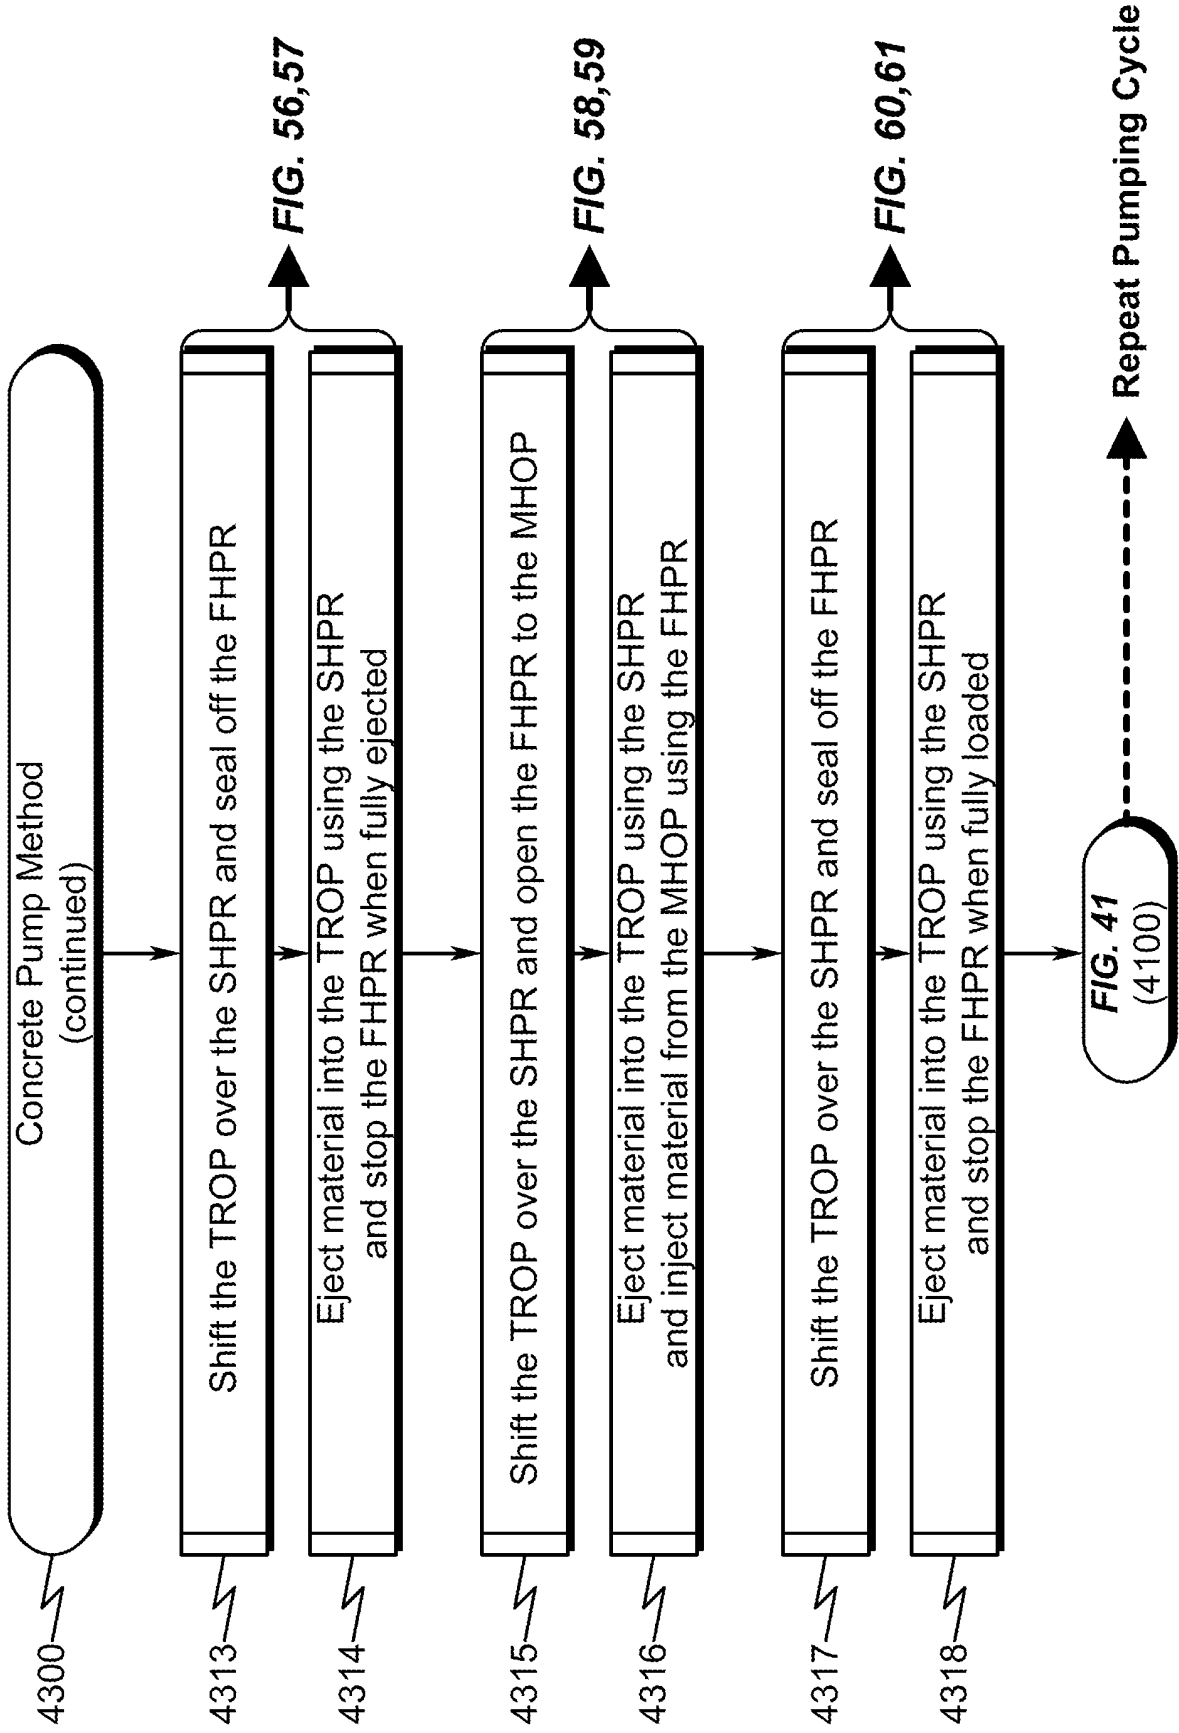 4300
Concrete Pump Method
(continued)
4313
Shift the TROP over the SHPR and seal off the FHPR
4314
Eject material into the TROP using the SHPR
and stop the FHPR when fully ejected
FIG. 56,57
4315
Shift the TROP over the SHPR and open the FHPR to the MHOP
4316
Eject material into the TROP using the SHPR
and inject material from the MHOP using the FHPR
FIG. 58,59
4317
Shift the TROP over the SHPR and seal off the FHPR
4318
Eject material into the TROP using the SHPR
and stop the FHPR when fully loaded
FIG. 60,61
FIG. 41
(4100)
Repeat Pumping Cycle